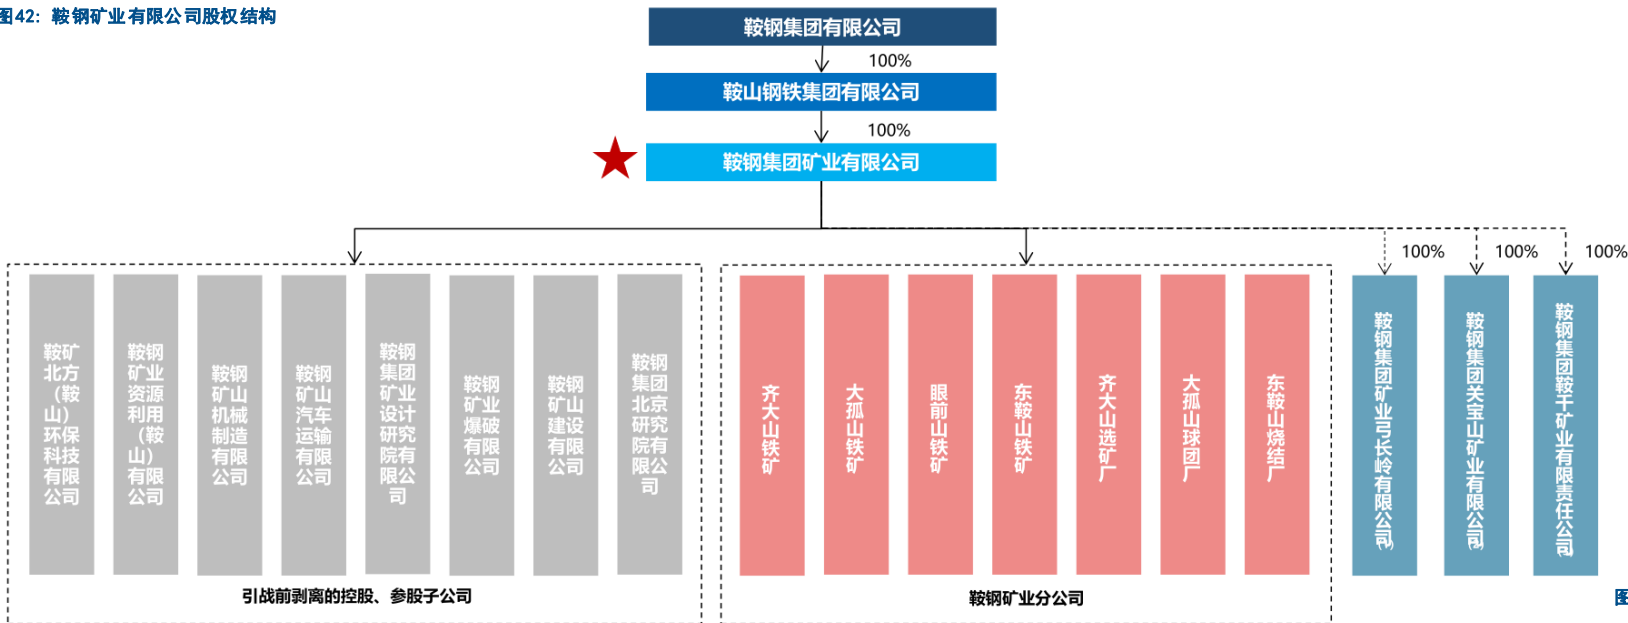 图42：鞍钢矿业有限公司股权结构
鞍钢集团有限公司
100%
鞍山钢铁集团有限公司
100%
鞍钢集团矿业有限公司
100%
100%
100%
鞍矿
北方
（鞍
山）
环保
科技
有限
公司
鞍钢
矿业
资源
利用
（鞍
山）
有限
公司
鞍钢
矿山
机械
制造
有限
公司
鞍钢
矿山
汽车
运输
有限
公司
鞍钢
集团
矿业
设计
研究
院有
限公
司
鞍钢
矿业
爆破
有限
公司
鞍钢
矿山
建设
有限
公司
鞍钢
集团
北京
研究
院有
限公
司
齐大山铁矿
大孤山铁矿
眼前山铁矿
东鞍山铁矿
齐大山选矿厂
大孤山球团厂
东鞍山烧结厂
鞍钢集团矿业弓长岭有限公司
鞍钢集团关宝山矿业有限公司
鞍钢集团鞍千矿业有限责任公司
引战前剥离的控股、参股子公司
鞍钢矿业分公司
图